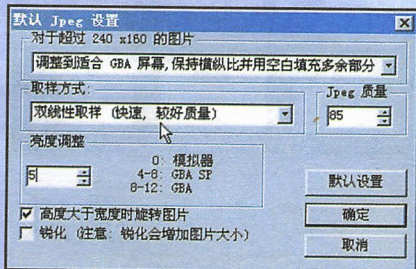 默认 Jpeg 设置
对于超过 240 x160 的图片
调整到适合 GBA 屏幕,保持横纵比并用空白填充多余部分
取样方式:
Jpeg 质量
双线性取样 (快速, 较好质量)
85
亮度调整
5
0: 模拟器
4-8: GBA SP
8-12: GBA
默认设置
高度大于宽度时旋转图片
确定
锐化 (注意: 锐化会增加图片大小)
取消